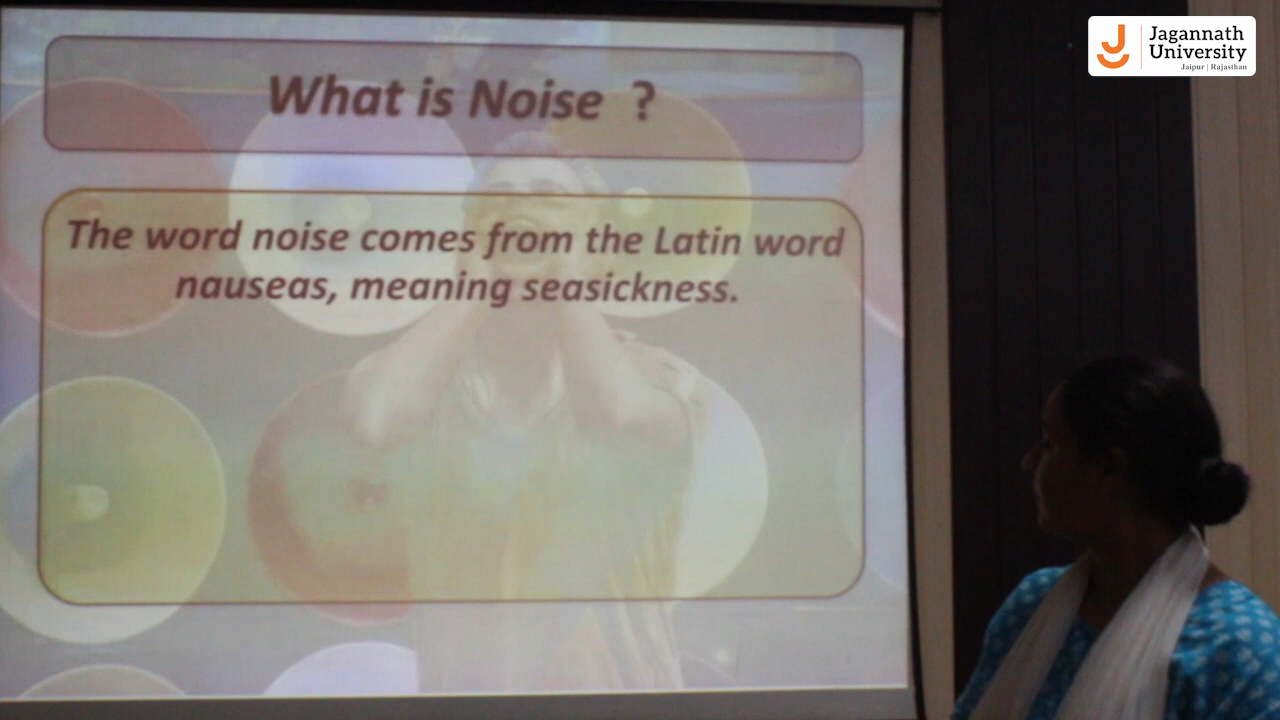 Jagannath
University
Jaipur | Rajasthan
What is Noise ?
The word noise comes from the Latin word
nauseas, meaning seasickness.